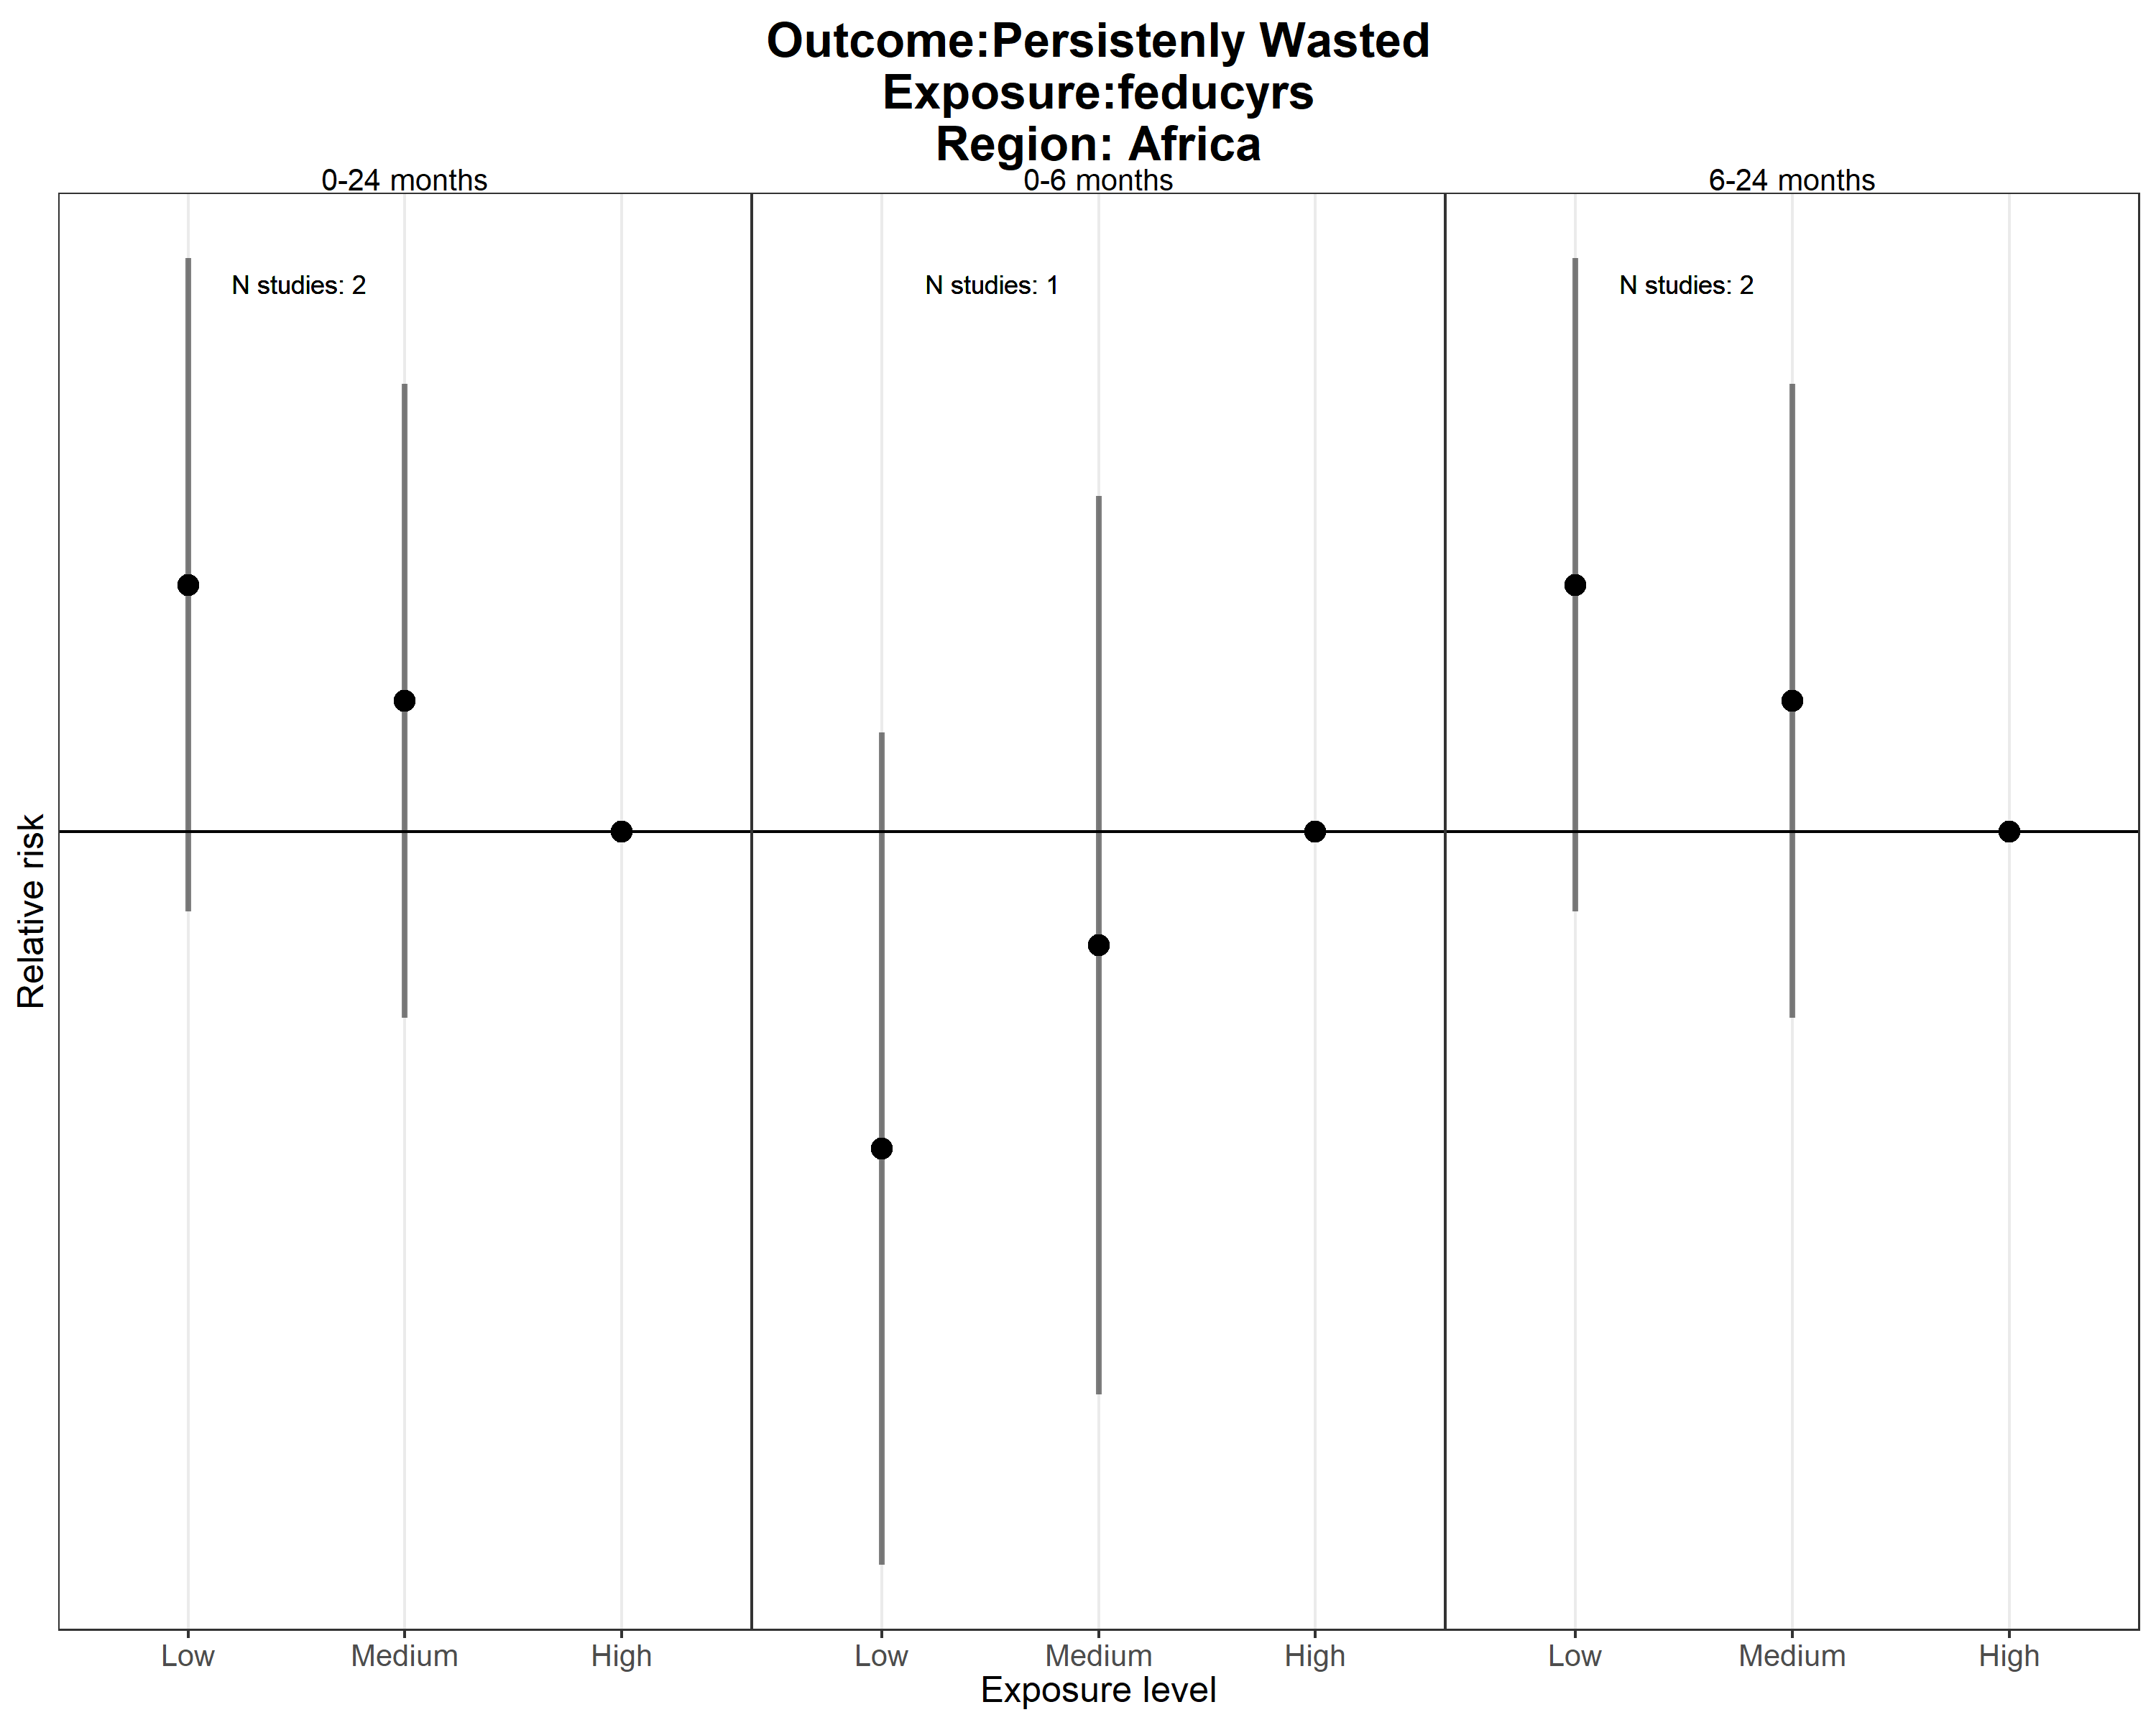 Outcome:Persistenly Wasted
Exposure:feducyrs
Region: Africa
0-24 months
0-6 months
6-24 months
N studies: 2
N studies: 1
N studies: 2
Relative risk
Low
Medium
High
Low
Medium
High
Low
Medium
High
Exposure level